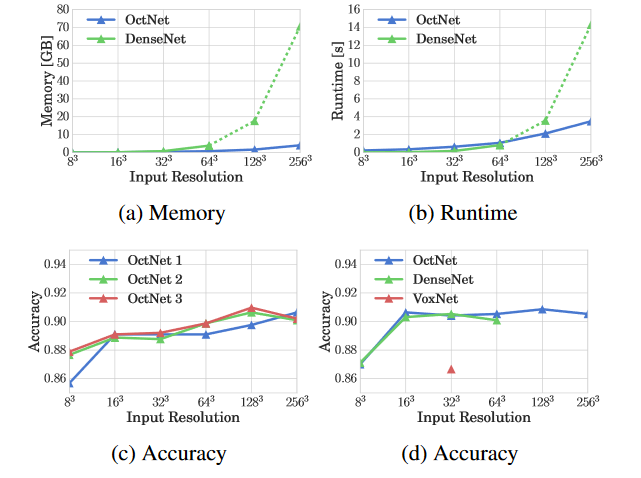 80
70
60
50
40
30
20
10
0
Memory [GB]
OctNet
DenseNet
8³ 16³ 32³ 64³ 128³ 256³
Input Resolution
(a) Memory
16
14
12
10
8
6
4
2
0
Runtime [s]
OctNet
DenseNet
8³ 16³ 32³ 64³ 128³ 256³
Input Resolution
(b) Runtime
0.94
0.92
0.90
0.88
0.86
Accuracy
OctNet 1
OctNet 2
OctNet 3
8³ 16³ 32³ 64³ 128³ 256³
Input Resolution
(c) Accuracy
0.94
0.92
0.90
0.88
0.86
Accuracy
OctNet
DenseNet
VoxNet
8³ 16³ 32³ 64³ 128³ 256³
Input Resolution
(d) Accuracy